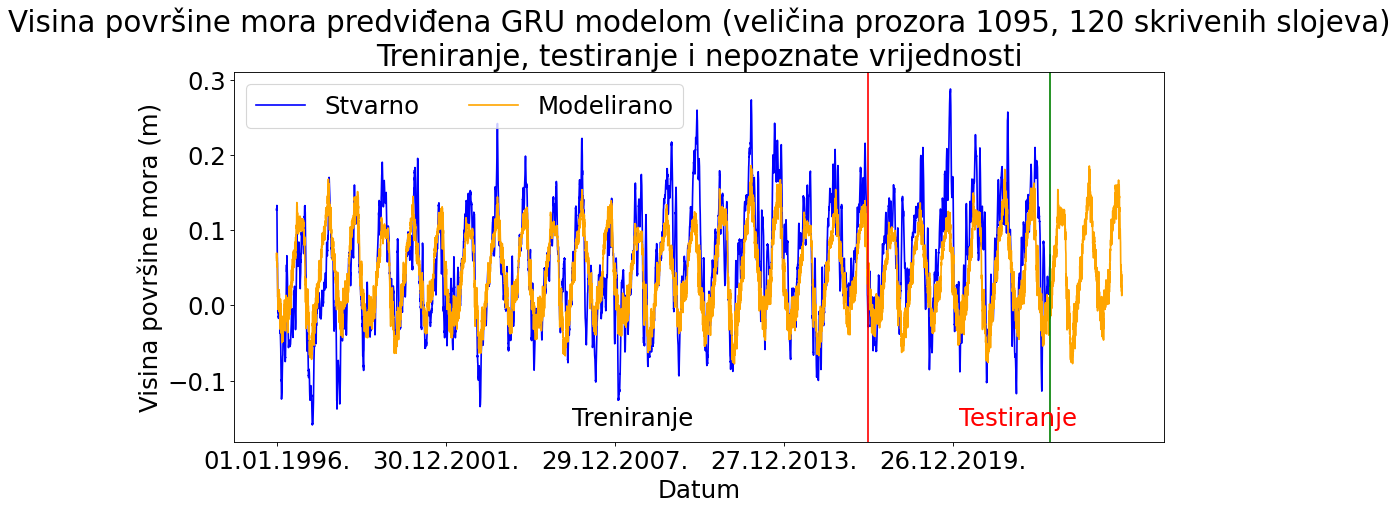 Visina površine mora predviđena GRU modelom (veličina prozora 1095, 120 skrivenih slojeva)
Treniranje, testiranje i nepoznate vrijednosti
Stvarno
Modelirano
Visina površine mora (m)
0.3
0.2
0.1
0.0
−0.1
Treniranje
Testiranje
01.01.1996.
30.12.2001.
29.12.2007.
27.12.2013.
26.12.2019.
Datum